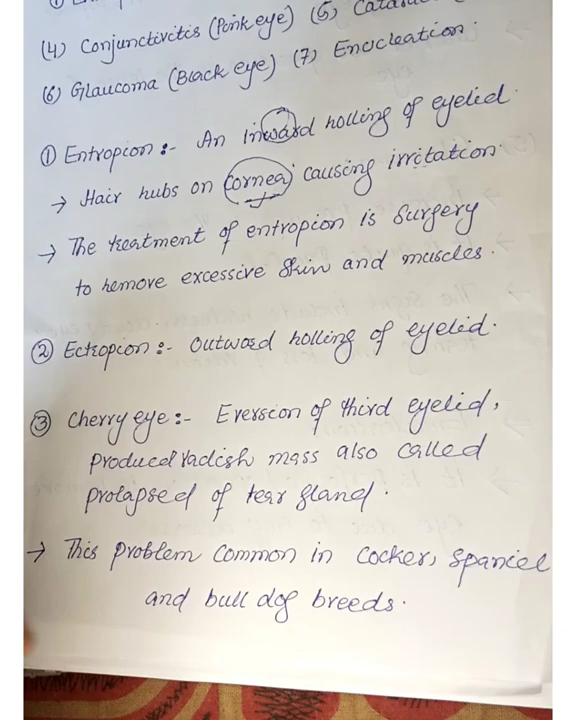 (4) Conjunctivitis (Pink eye) (5)
(6) Glaucoma (Black eye) (7) Enucleation.
① Entropion :- An Inward rolling of eyelid.
→ Hair rubs on cornea causing irritation.
→ The treatment of entropion is surgery
to remove excessive skin and muscles.
② Ectropion :- Outward rolling of eyelid.
③ Cherry eye :- Eversion of third eyelid,
produced radish mass also called
prolapsed of tear gland.
→ This problem common in cocker, spaniel
and bull dog breeds.